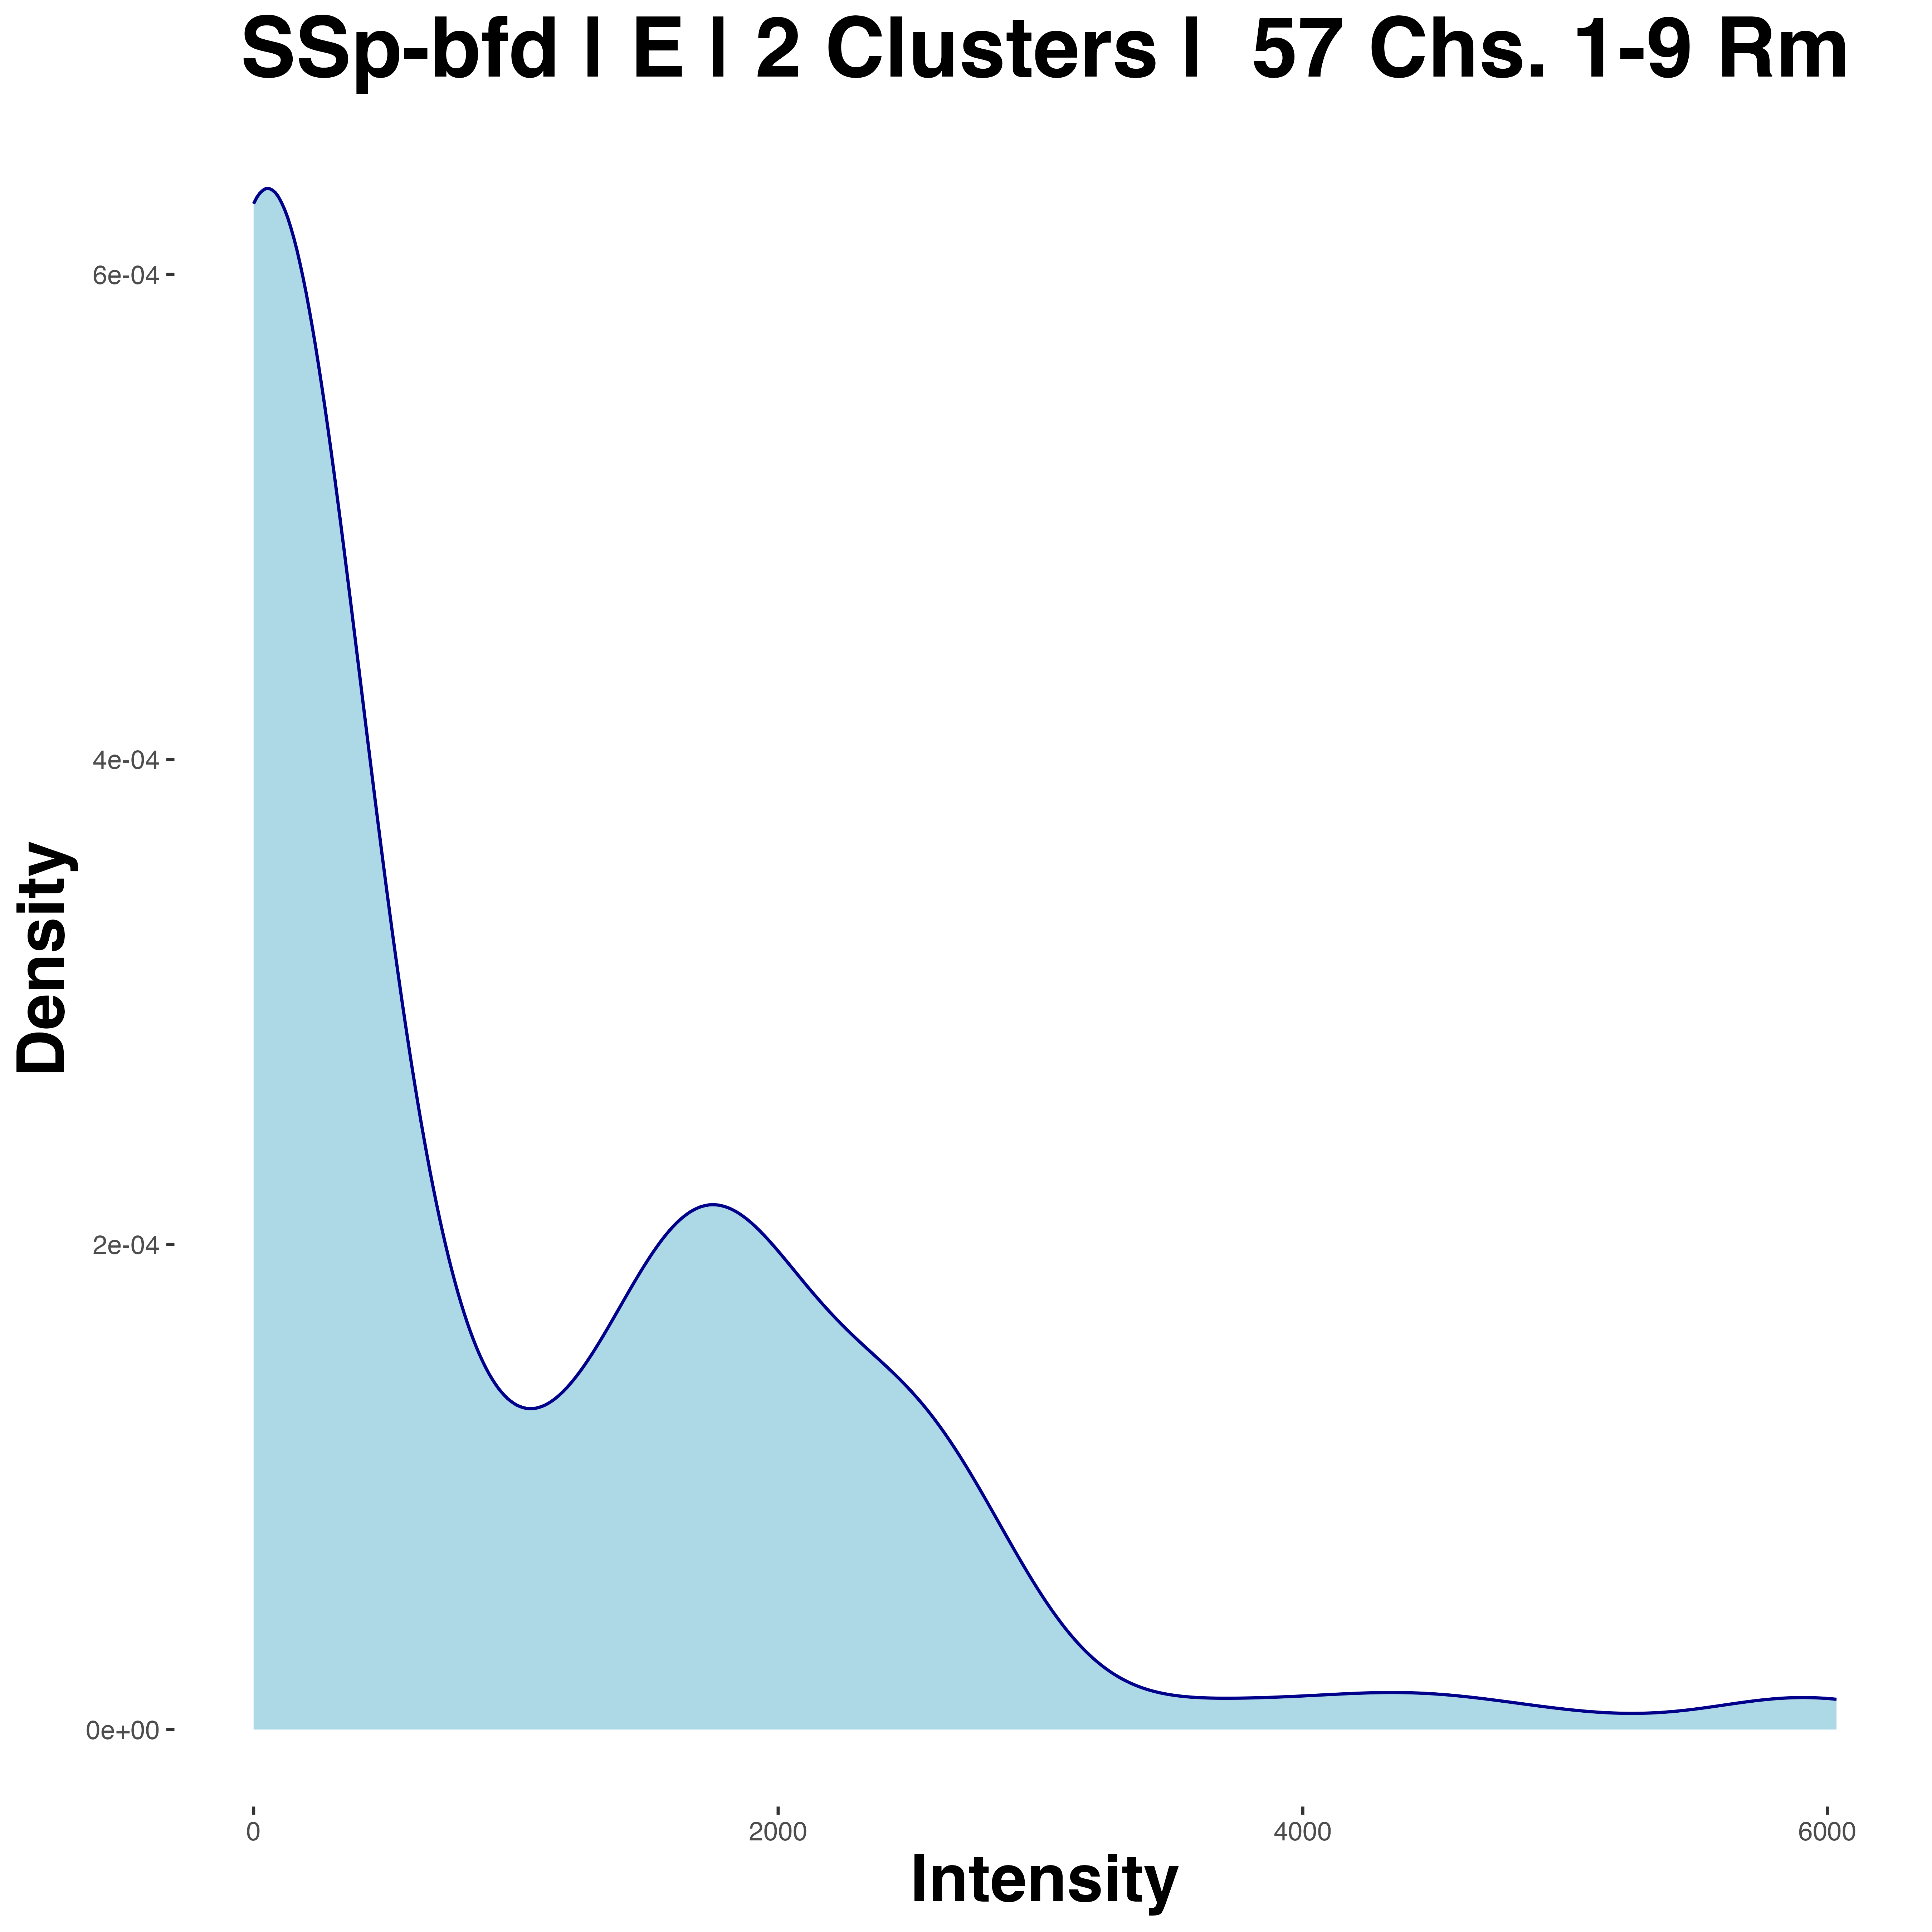 SSp-bfd | E | 2 Clusters | 57 Chs. 1-9 Rm
6e-04
4e-04
2e-04
0e+00
Density
0 2000 4000 6000
Intensity